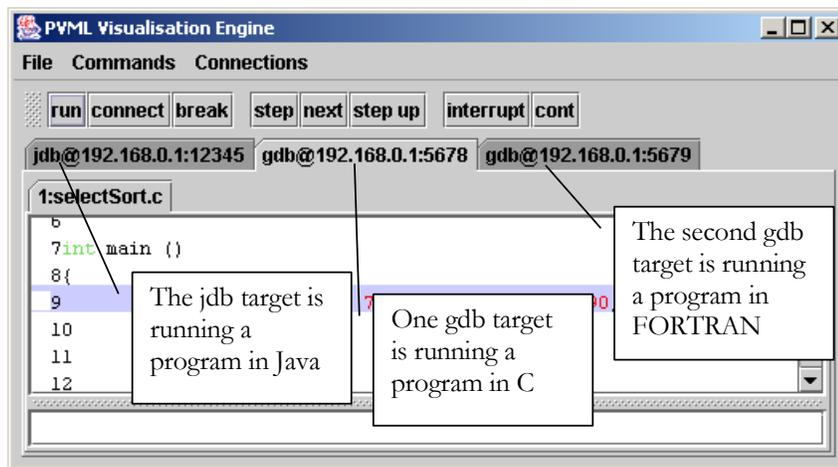 PVML Visualisation Engine
File Commands Connections
run connect break step next step up interrupt cont
jdb@192.168.0.1:12345 gdb@192.168.0.1:5678 gdb@192.168.0.1:5679
1:selectSort.c
6
7int main ()
8{
9
10
11
12
The jdb target is
running a
program in Java
One gdb target
is running a
program in C
The second gdb
target is running
a program in
FORTRAN